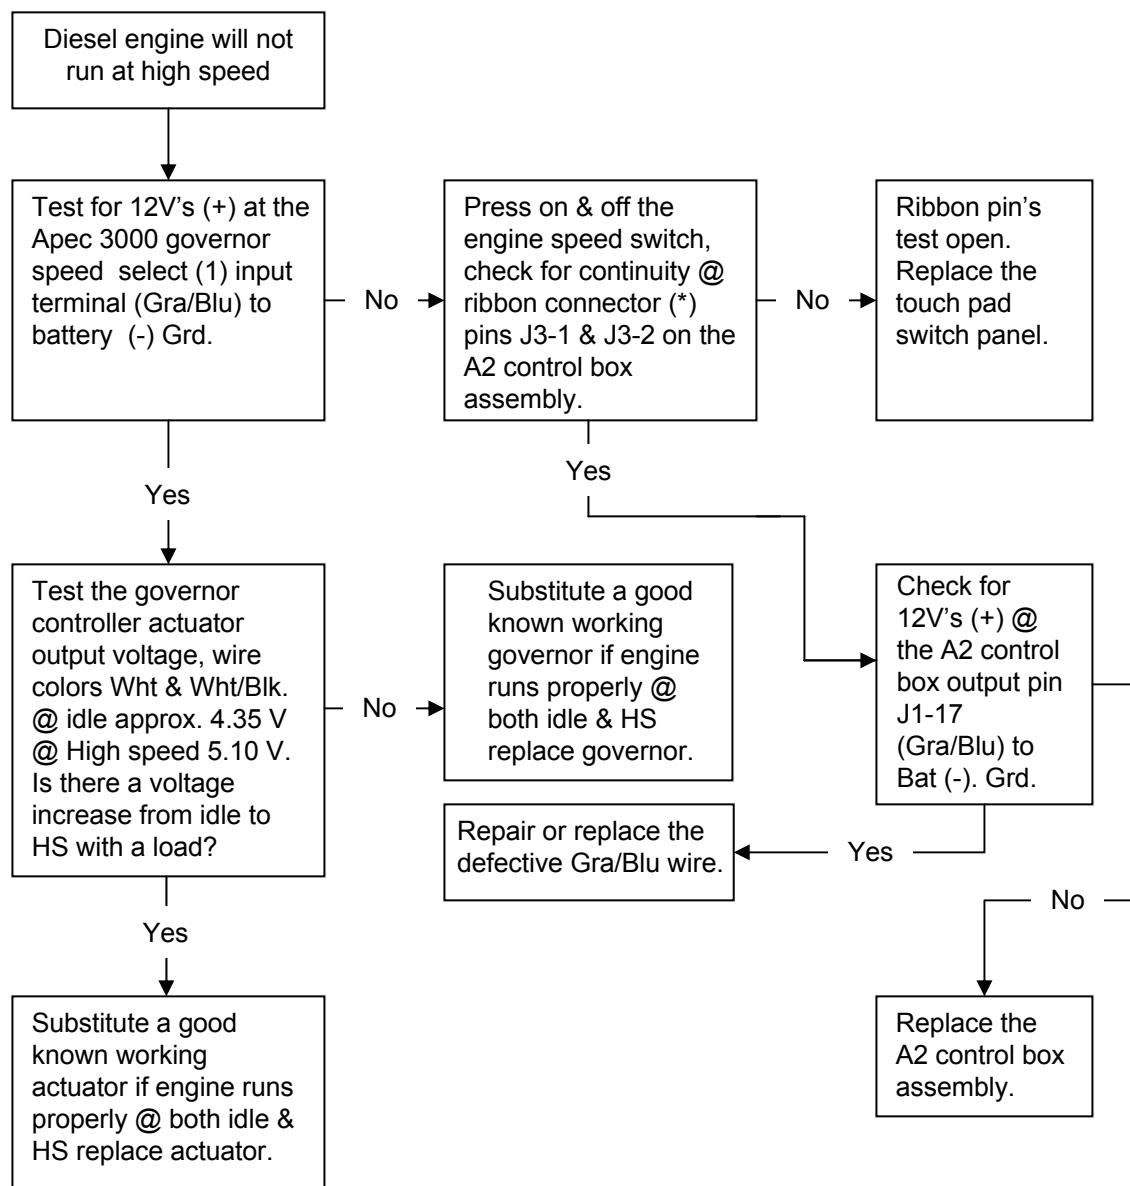 Diesel engine will not
run at high speed
Test for 12V's (+) at the
Apec 3000 governor
speed  select (1) input
terminal (Gra/Blu) to
battery  (-) Grd.
No
Press on & off the
engine speed switch,
check for continuity @
ribbon connector (*)
pins J3-1 & J3-2 on the
A2 control box
assembly.
No
Ribbon pin's
test open.
Replace the
touch pad
switch panel.
Yes
Yes
Test the governor
controller actuator
output voltage, wire
colors Wht & Wht/Blk.
@ idle approx. 4.35 V
@ High speed 5.10 V.
Is there a voltage
increase from idle to
HS with a load?
No
Substitute a good
known working
governor if engine
runs properly @
both idle & HS
replace governor.
Check for
12V's (+) @
the A2 control
box output pin
J1-17
(Gra/Blu) to
Bat (-). Grd.
Repair or replace the
defective Gra/Blu wire.
Yes
No
Yes
Substitute a good
known working
actuator if engine runs
properly @ both idle &
HS replace actuator.
Replace the
A2 control box
assembly.